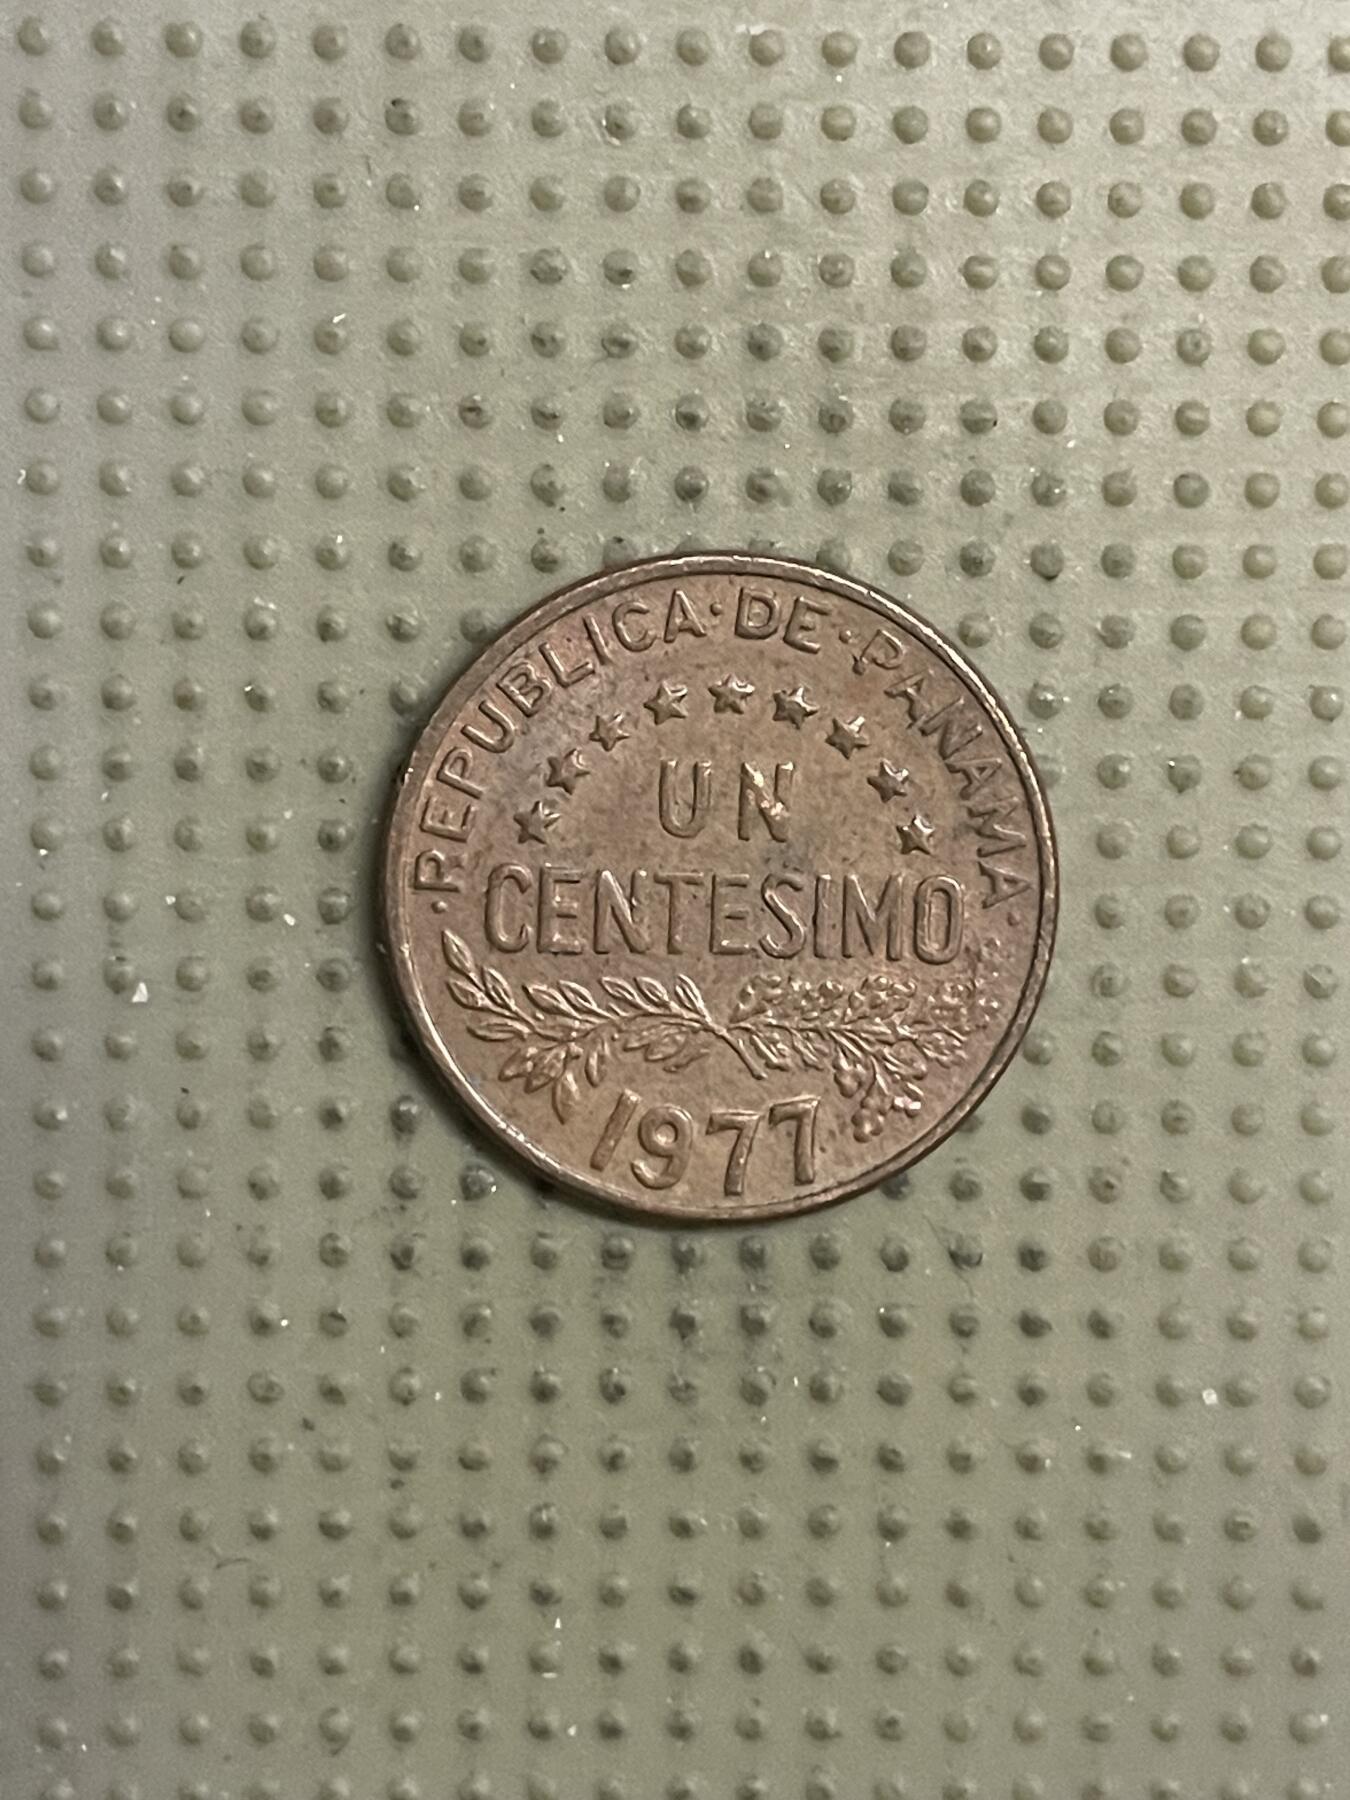 ·REPUBLICA·DE·PANAMA·
UN
CENTESIMO
1977